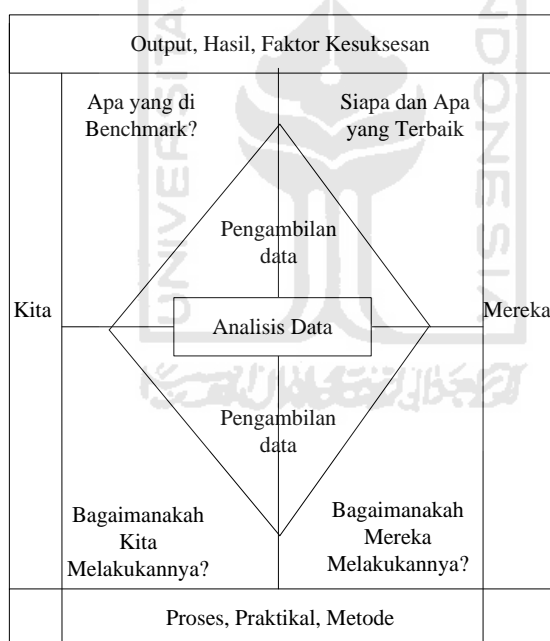 Output, Hasil, Faktor Kesuksesan
Apa yang di
Benchmark?
Siapa dan Apa
yang Terbaik
Pengambilan
data
Kita
Analisis Data
Mereka
Pengambilan
data
Bagaimanakah
Kita
Melakukannya?
Bagaimanakah
Mereka
Melakukannya?
Proses, Praktikal, Metode